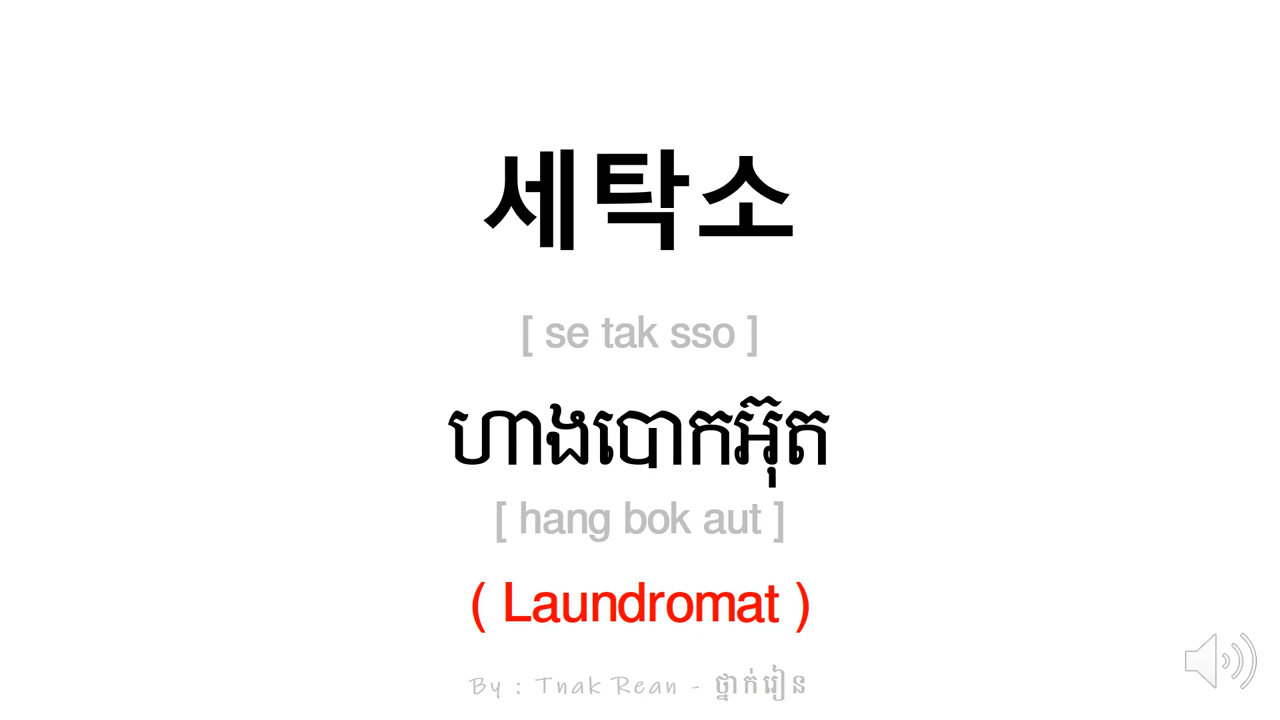 세탁소
[ se tak sso ]
ហាងបោកអ៊ុត
[ hang bok aut ]
( Laundromat )
By : Tnak Rean - ថ្នាក់រៀន